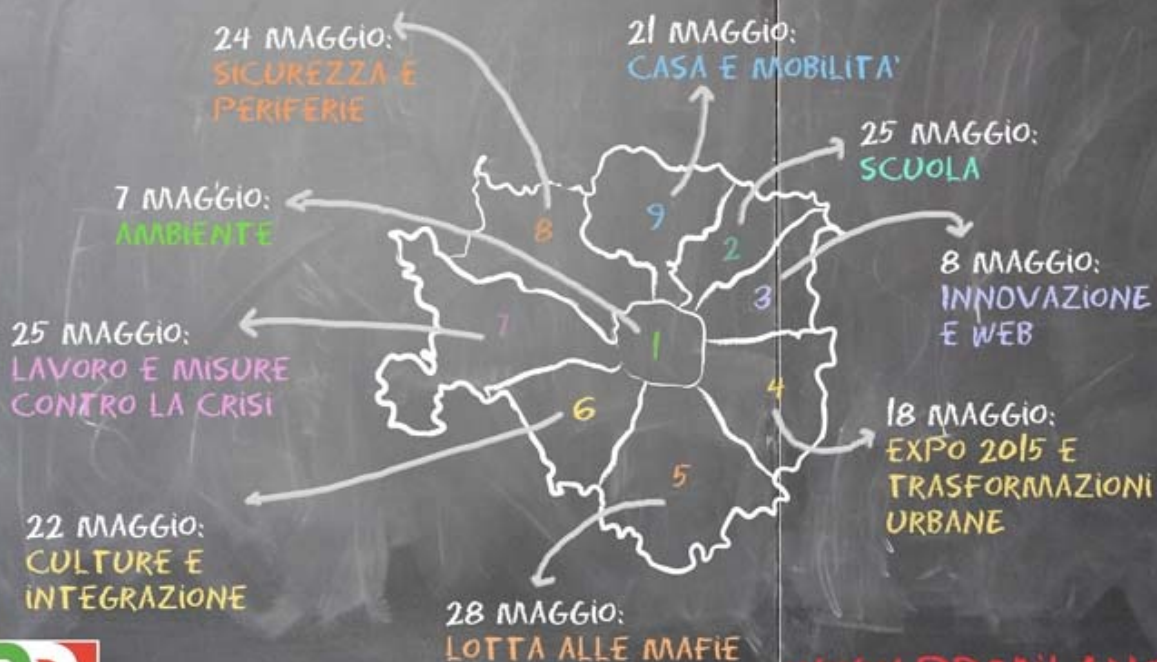 24 MAGGIO:
SICUREZZA E
PERIFERIE
21 MAGGIO:
CASA E MOBILITA'
25 MAGGIO:
SCUOLA
7 MAGGIO:
AMBIENTE
8 MAGGIO:
INNOVAZIONE
E WEB
25 MAGGIO:
LAVORO E MISURE
CONTRO LA CRISI
18 MAGGIO:
EXPO 2015 E
TRASFORMAZIONI
URBANE
22 MAGGIO:
CULTURE E
INTEGRAZIONE
28 MAGGIO:
LOTTA ALLE MAFIE
8
9
2
3
7
1
4
6
5